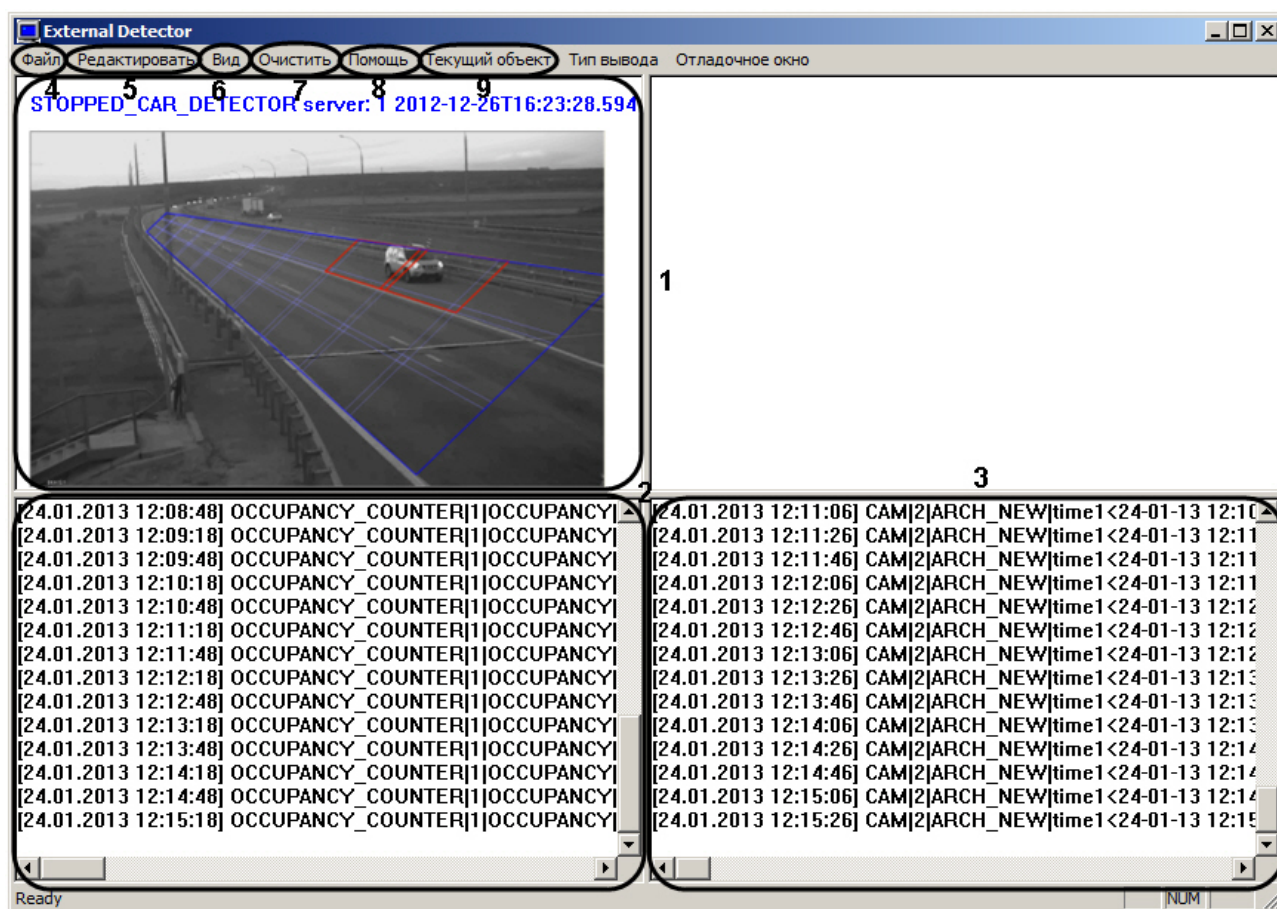 External Detector
Файл Редактировать Вид Очистить Помощь Текущий объект Тип вывода Отладочное окно
4 5 6 7 8 9
STOPPED_CAR_DETECTOR server: 1 2012-12-26T16:23:28.594
1
3
2
[24.01.2013 12:08:48] OCCUPANCY_COUNTER|1|OCCUPANCY|
[24.01.2013 12:09:18] OCCUPANCY_COUNTER|1|OCCUPANCY|
[24.01.2013 12:09:48] OCCUPANCY_COUNTER|1|OCCUPANCY|
[24.01.2013 12:10:18] OCCUPANCY_COUNTER|1|OCCUPANCY|
[24.01.2013 12:10:48] OCCUPANCY_COUNTER|1|OCCUPANCY|
[24.01.2013 12:11:18] OCCUPANCY_COUNTER|1|OCCUPANCY|
[24.01.2013 12:11:48] OCCUPANCY_COUNTER|1|OCCUPANCY|
[24.01.2013 12:12:18] OCCUPANCY_COUNTER|1|OCCUPANCY|
[24.01.2013 12:12:48] OCCUPANCY_COUNTER|1|OCCUPANCY|
[24.01.2013 12:13:18] OCCUPANCY_COUNTER|1|OCCUPANCY|
[24.01.2013 12:13:48] OCCUPANCY_COUNTER|1|OCCUPANCY|
[24.01.2013 12:14:18] OCCUPANCY_COUNTER|1|OCCUPANCY|
[24.01.2013 12:14:48] OCCUPANCY_COUNTER|1|OCCUPANCY|
[24.01.2013 12:15:18] OCCUPANCY_COUNTER|1|OCCUPANCY|
[24.01.2013 12:11:06] CAM|2|ARCH_NEW|time1<24-01-13 12:10
[24.01.2013 12:11:26] CAM|2|ARCH_NEW|time1<24-01-13 12:11
[24.01.2013 12:11:46] CAM|2|ARCH_NEW|time1<24-01-13 12:11
[24.01.2013 12:12:06] CAM|2|ARCH_NEW|time1<24-01-13 12:11
[24.01.2013 12:12:26] CAM|2|ARCH_NEW|time1<24-01-13 12:12
[24.01.2013 12:12:46] CAM|2|ARCH_NEW|time1<24-01-13 12:12
[24.01.2013 12:13:06] CAM|2|ARCH_NEW|time1<24-01-13 12:12
[24.01.2013 12:13:26] CAM|2|ARCH_NEW|time1<24-01-13 12:13
[24.01.2013 12:13:46] CAM|2|ARCH_NEW|time1<24-01-13 12:13
[24.01.2013 12:14:06] CAM|2|ARCH_NEW|time1<24-01-13 12:13
[24.01.2013 12:14:26] CAM|2|ARCH_NEW|time1<24-01-13 12:14
[24.01.2013 12:14:46] CAM|2|ARCH_NEW|time1<24-01-13 12:14
[24.01.2013 12:15:06] CAM|2|ARCH_NEW|time1<24-01-13 12:14
[24.01.2013 12:15:26] CAM|2|ARCH_NEW|time1<24-01-13 12:15
Ready NUM